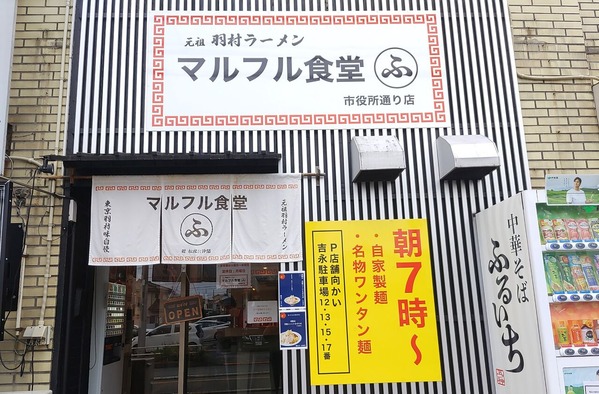 元祖 羽村ラーメン
マルフル食堂 ふ
市役所通り店
マルフル食堂
ふ
元祖羽村ラーメン
東京羽村味自慢
OPEN
朝7時〜
・自家製麺
・名物ワンタン麺
P店舗向かい
吉永駐車場12・13・15・17番
中華そば
ふるいち